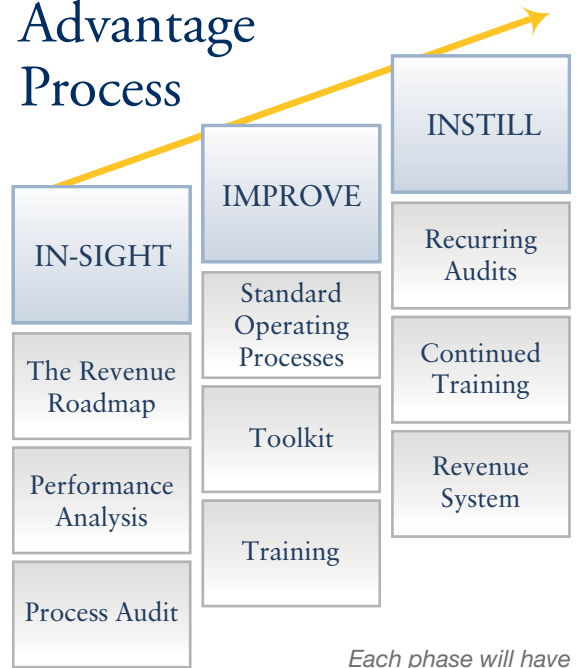 Advantage
Process
IN-SIGHT
The Revenue
Roadmap
Performance
Analysis
Process Audit
IMPROVE
Standard
Operating
Processes
Toolkit
Training
INSTILL
Recurring
Audits
Continued
Training
Revenue
System
Each phase will have